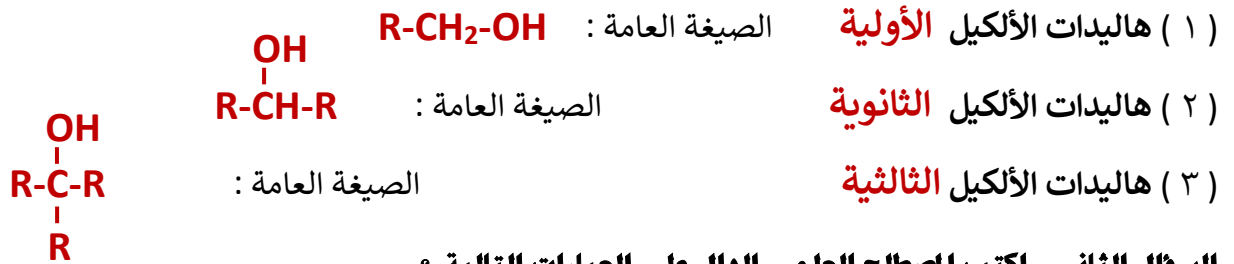 ( ١ ) هاليدات الألكيل الأولية الصيغة العامة : R-CH₂-OH
OH
( ٢ ) هاليدات الألكيل الثانوية الصيغة العامة : R-CH-R
OH
( ٣ ) هاليدات الألكيل الثالثية الصيغة العامة : R-C-R
R